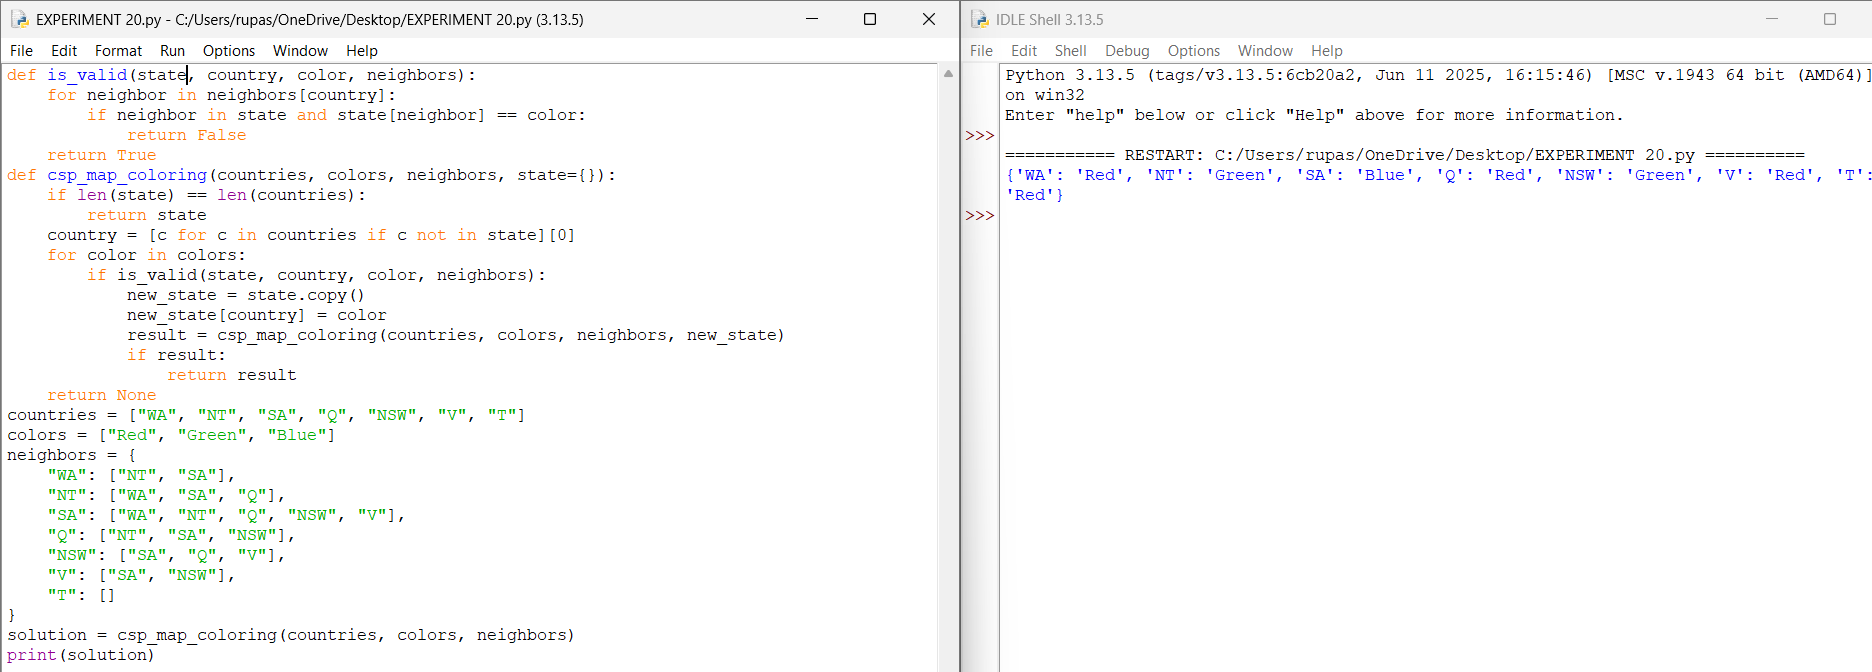 EXPERIMENT 20.py - C:/Users/rupas/OneDrive/Desktop/EXPERIMENT 20.py (3.13.5)
File Edit Format Run Options Window Help
def is_valid(state, country, color, neighbors):
    for neighbor in neighbors[country]:
        if neighbor in state and state[neighbor] == color:
            return False
    return True
def csp_map_coloring(countries, colors, neighbors, state={}):
    if len(state) == len(countries):
        return state
    country = [c for c in countries if c not in state][0]
    for color in colors:
        if is_valid(state, country, color, neighbors):
            new_state = state.copy()
            new_state[country] = color
            result = csp_map_coloring(countries, colors, neighbors, new_state)
            if result:
                return result
    return None
countries = ["WA", "NT", "SA", "Q", "NSW", "V", "T"]
colors = ["Red", "Green", "Blue"]
neighbors = {
    "WA": ["NT", "SA"],
    "NT": ["WA", "SA", "Q"],
    "SA": ["WA", "NT", "Q", "NSW", "V"],
    "Q": ["NT", "SA", "NSW"],
    "NSW": ["SA", "Q", "V"],
    "V": ["SA", "NSW"],
    "T": []
}
solution = csp_map_coloring(countries, colors, neighbors)
print(solution)
IDLE Shell 3.13.5
File Edit Shell Debug Options Window Help
Python 3.13.5 (tags/v3.13.5:6cb20a2, Jun 11 2025, 16:15:46) [MSC v.1943 64 bit (AMD64)]
on win32
Enter "help" below or click "Help" above for more information.
>>>
=========== RESTART: C:/Users/rupas/OneDrive/Desktop/EXPERIMENT 20.py ==========
{'WA': 'Red', 'NT': 'Green', 'SA': 'Blue', 'Q': 'Red', 'NSW': 'Green', 'V': 'Red', 'T':
'Red'}
>>>